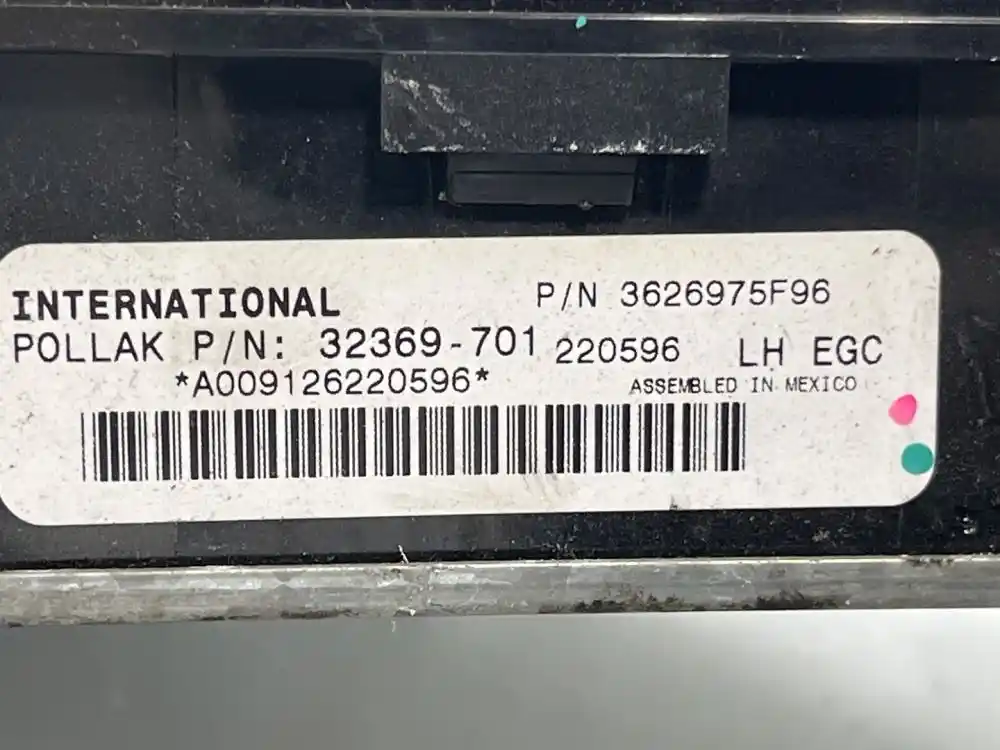 INTERNATIONAL P/N 3626975F96
POLLAK P/N: 32369-701 220596 LH EGC
*A009126220596* ASSEMBLED IN MEXICO